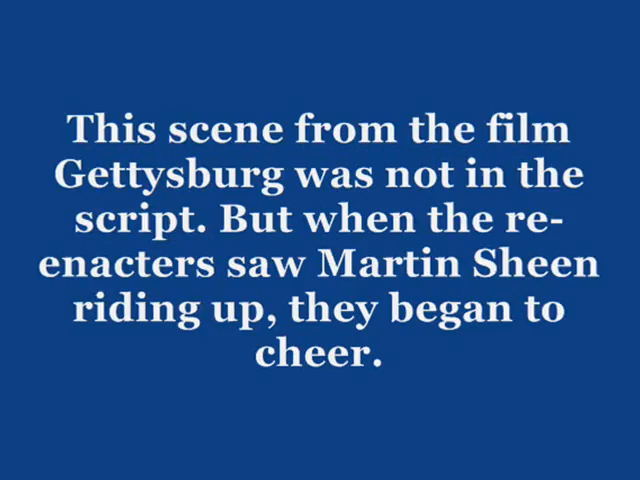 This scene from the film
Gettysburg was not in the
script. But when the re-
enacters saw Martin Sheen
riding up, they began to
cheer.